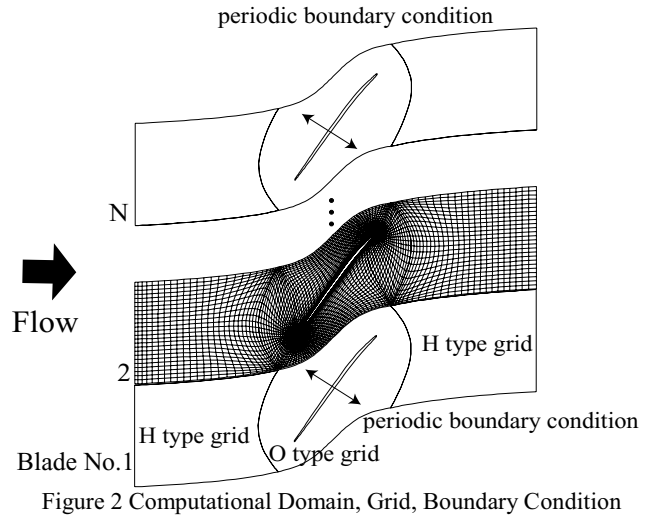 periodic boundary condition
N
Flow
2
H type grid
H type grid
periodic boundary condition
O type grid
Blade No.1
Figure 2 Computational Domain, Grid, Boundary Condition